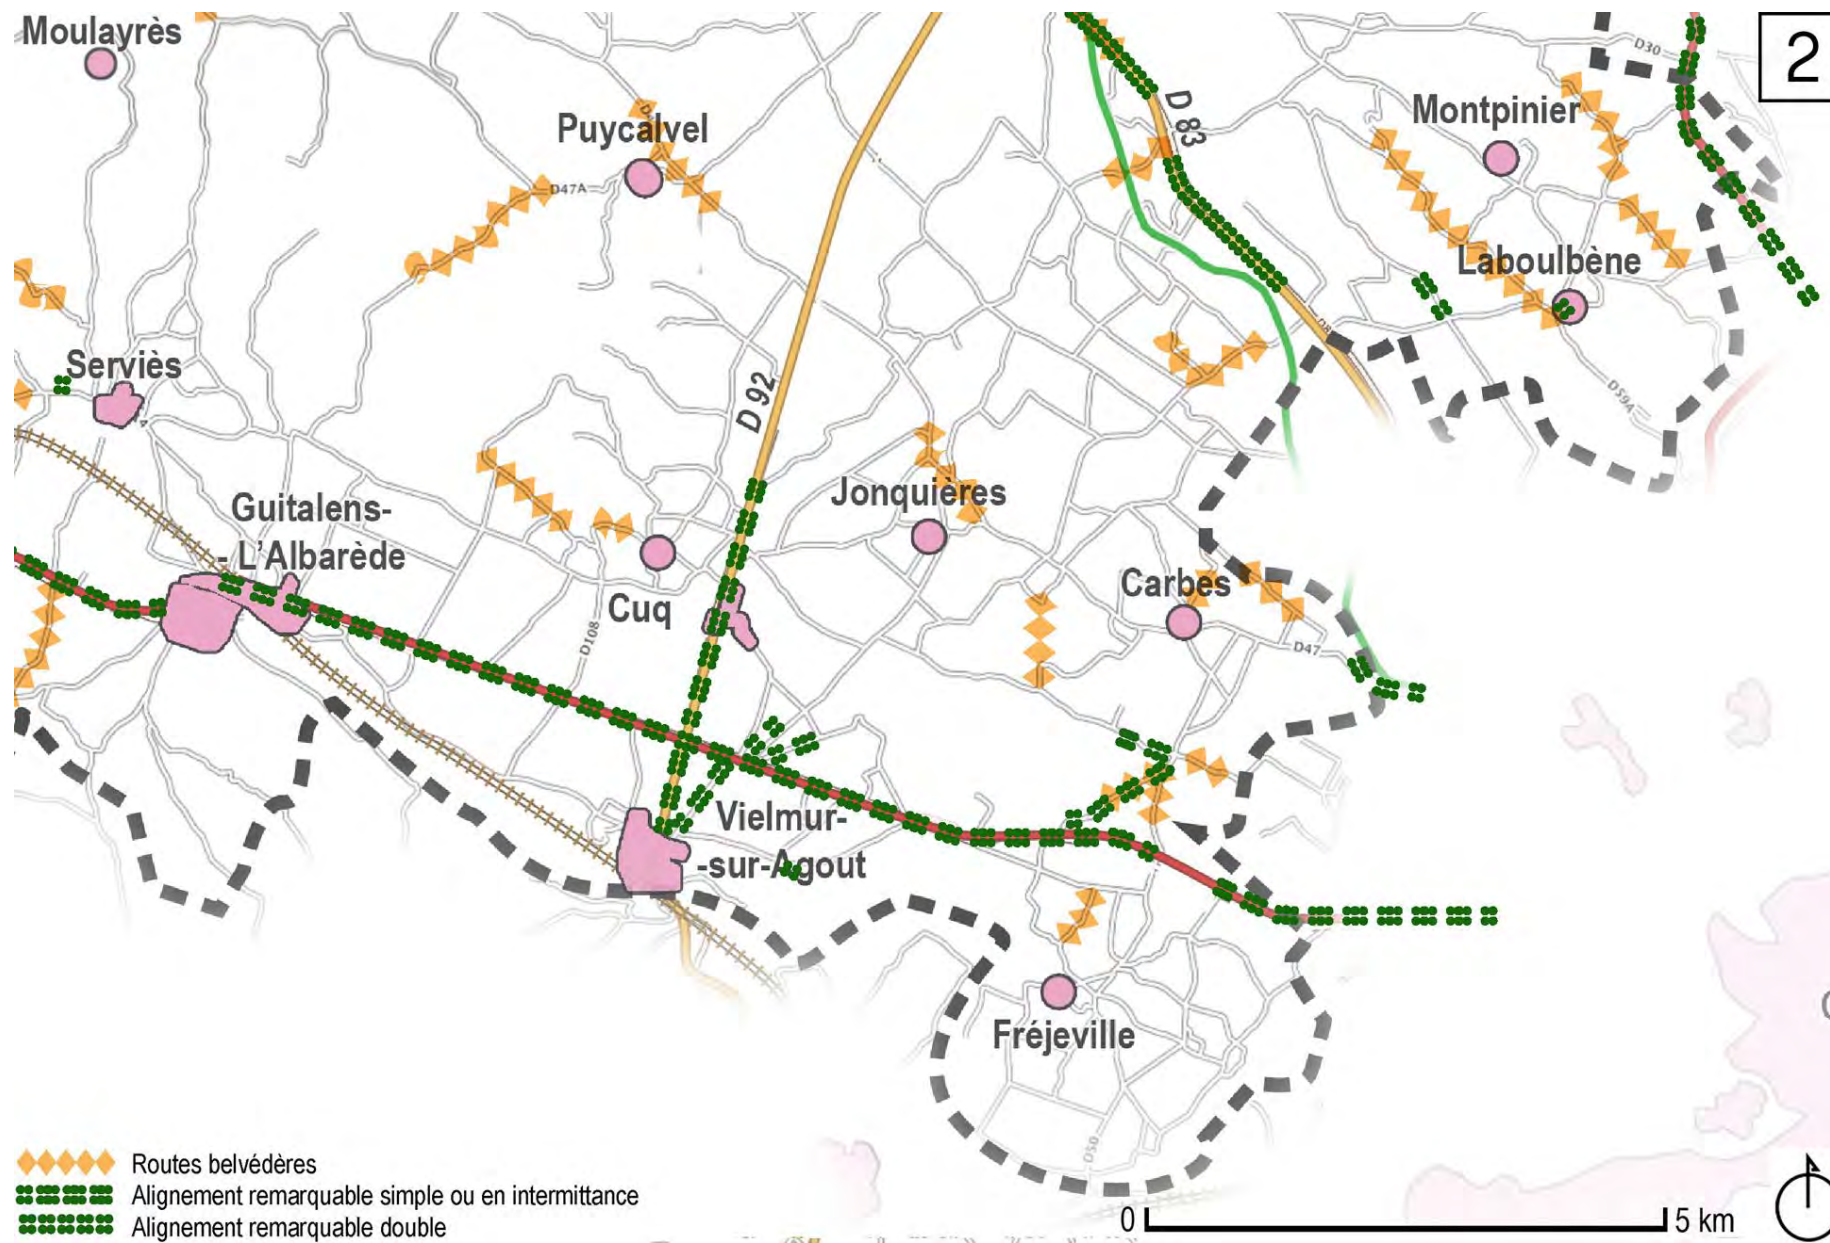 Moulayrès
2
D30
D 83
Montpinier
Puycalvel
D47A
Laboulbène
Serviès
D 92
D594
Guitalens-
- L'Albarède
Jonquières
Carbes
Cuq
D108
D47
Vielmur-
-sur-Agout
Fréjeville
D50
Routes belvédères
Alignement remarquable simple ou en intermittance
Alignement remarquable double
0
5 km